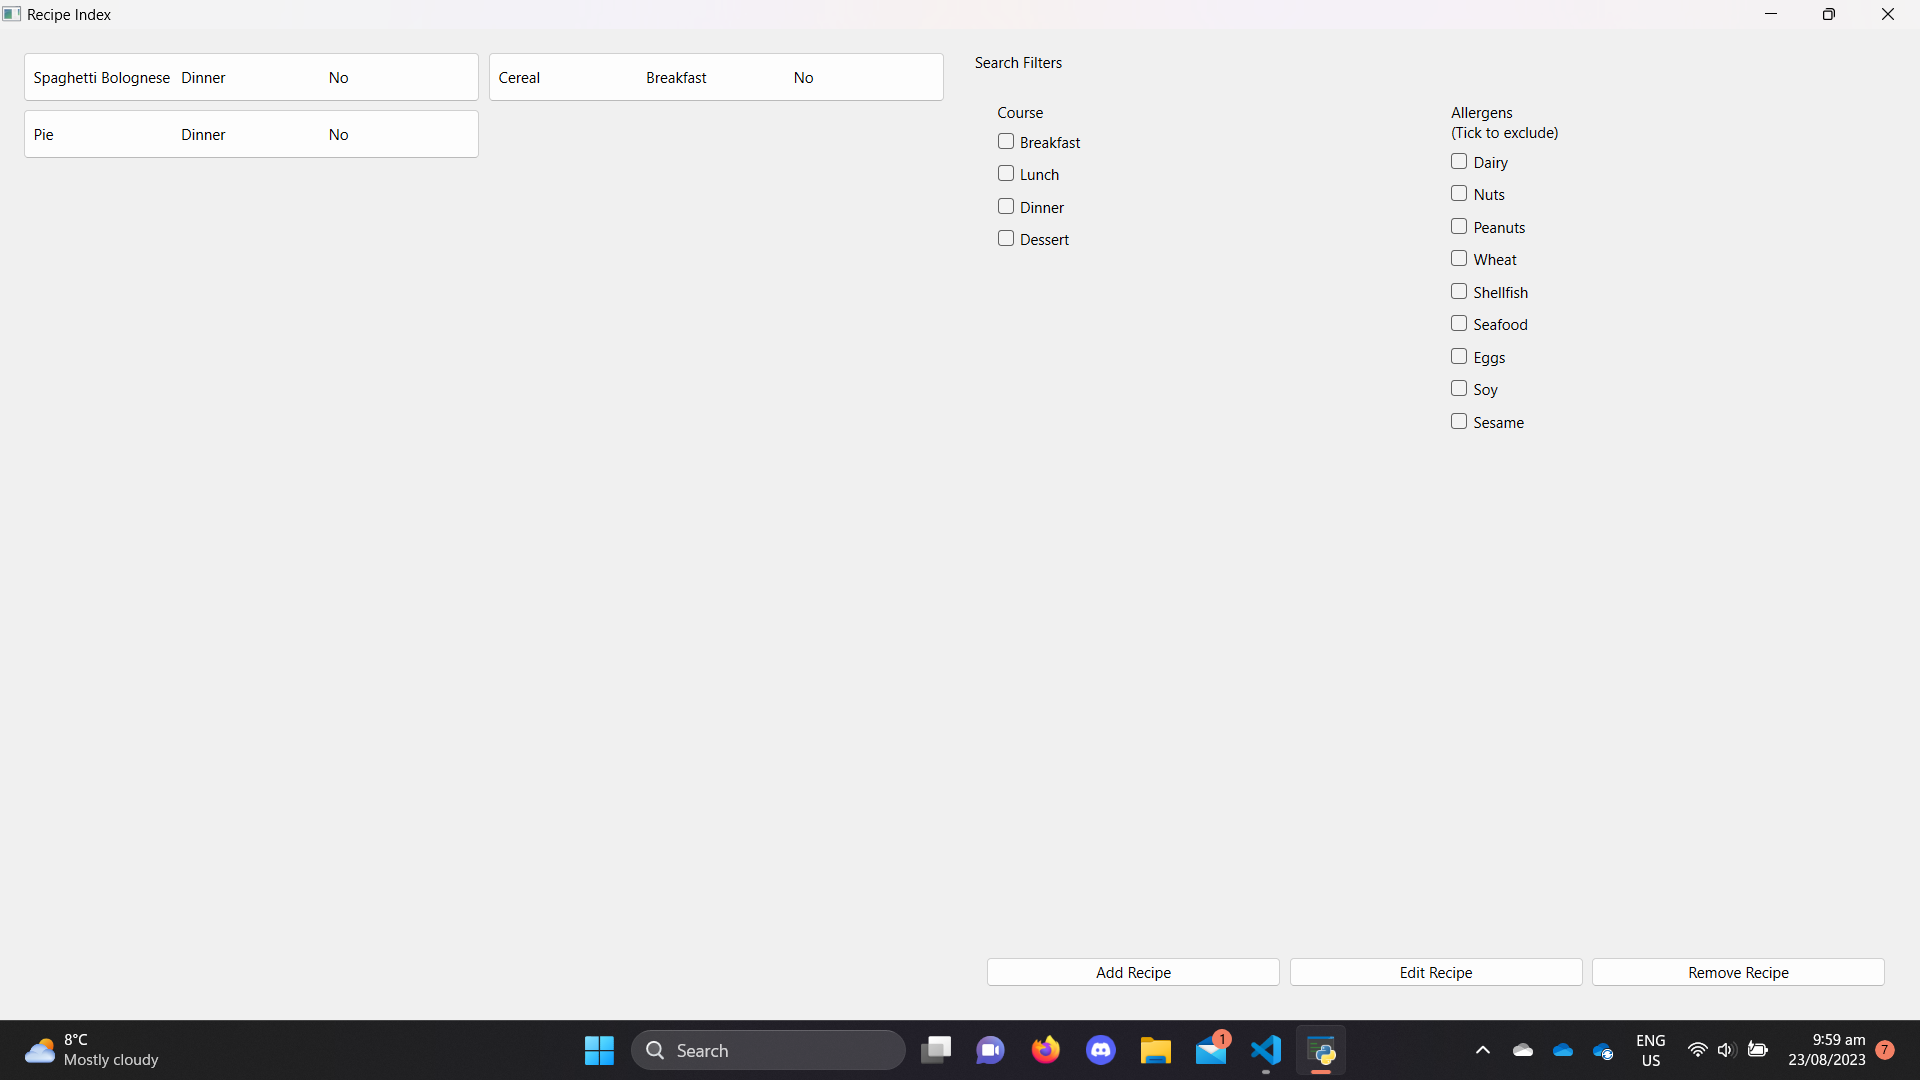 Recipe Index
Spaghetti Bolognese Dinner No
Cereal Breakfast No
Pie Dinner No
Search Filters
Course
Breakfast
Lunch
Dinner
Dessert
Allergens
(Tick to exclude)
Dairy
Nuts
Peanuts
Wheat
Shellfish
Seafood
Eggs
Soy
Sesame
Add Recipe
Edit Recipe
Remove Recipe
8°C
Mostly cloudy
Search
1
ENG
US
9:59 am
23/08/2023
7